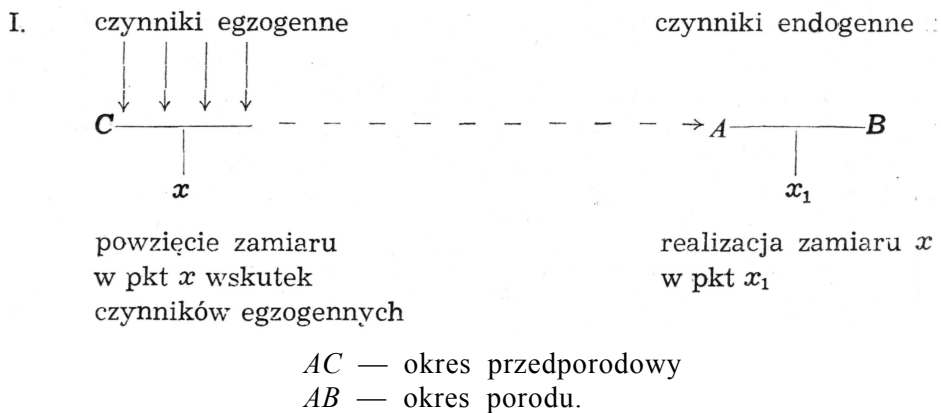 I. czynniki egzogenne czynniki endogenne
C A B
x x₁
powzięcie zamiaru realizacja zamiaru x
w pkt x wskutek w pkt x₁
czynników egzogennych
AC — okres przedporodowy
AB — okres porodu.